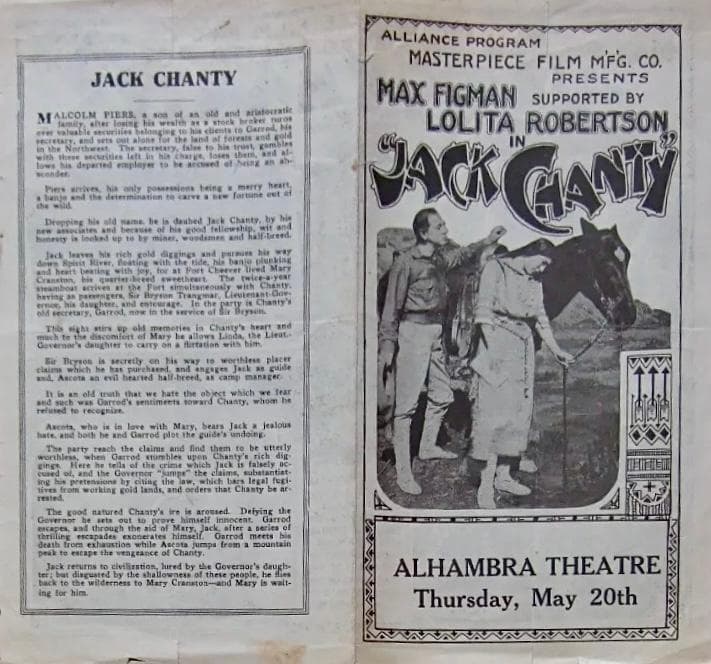 JACK CHANTY
MALCOLM PIERS, a son of an old and aristocratic
family, after losing his wealth as a stock broker turns
over valuable securities belonging to his clients to Garrod, his
secretary, and sets out alone for the land of forests and gold
in the Northwest. The secretary, false to his trust, gambles
with these securities left in his charge, loses them, and al-
lows his departed employer to be accused of being an ab-
sconder.
Piers arrives, his only possessions being a merry heart,
a banjo and the determination to carve a new fortune out of
the wild.
Dropping his old name, he is daubed Jack Chanty, by his
new associates and because of his good fellowship, wit and
honesty is looked up to by miner, woodsmen and half-breed.
Jack leaves his rich gold diggings and pursues his way
down Spirit River, floating with the tide, his banjo plunking
and heart beating with joy, for at Fort Cheever lived Mary
Cranston, his quarter-breed sweetheart. The twice-a-year
steamboat arrives at the Fort simultaneously with Chanty,
having as passengers, Sir Bryson Trangmar, Lieutenant-Gov-
ernor, his daughter, and entourage. In the party is Chanty's
old secretary, Garrod, now in the service of Sir Bryson.
This sight stirs up old memories in Chanty's heart and
much to the discomfort of Mary he allows Linda, the Lieut.-
Governor's daughter to carry on a flirtation with him.
Sir Bryson is secretly on his way to worthless placer
claims which he has purchased, and engages Jack as guide
and, Ascota an evil hearted half-breed, as camp manager.
It is an old truth that we hate the object which we fear
and such was Garrod's sentiments toward Chanty, whom he
refused to recognize.
Ascota, who is in love with Mary, bears Jack a jealous
hate, and both he and Garrod plot the guide's undoing.
The party reach the claims and find them to be utterly
worthless, when Garrod stumbles upon Chanty's rich dig-
gings. Here he tells of the crime which Jack is falsely ac-
cused of, and the Governor "jumps" the claims, substantiat-
ing his pretensions by citing the law, which bars legal fugi-
tives from working gold lands, and orders that Chanty be ar-
rested.
The good natured Chanty's ire is aroused. Defying the
Governor he sets out to prove himself innocent. Garrod
escapes, and through the aid of Mary, Jack, after a series of
thrilling escapades exonerates himself. Garrod meets his
death from exhaustion while Ascota jumps from a mountain
peak to escape the vengeance of Chanty.
Jack returns to civilization, lured by the Governor's daugh-
ter; but disgusted by the shallowness of these people, he flies
back to the wilderness to Mary Cranston—and Mary is wait-
ing for him.
ALLIANCE PROGRAM
MASTERPIECE FILM M'F'G. CO.
PRESENTS
MAX FIGMAN SUPPORTED BY
LOLITA ROBERTSON
IN
"JACK CHANTY"
ALHAMBRA THEATRE
Thursday, May 20th